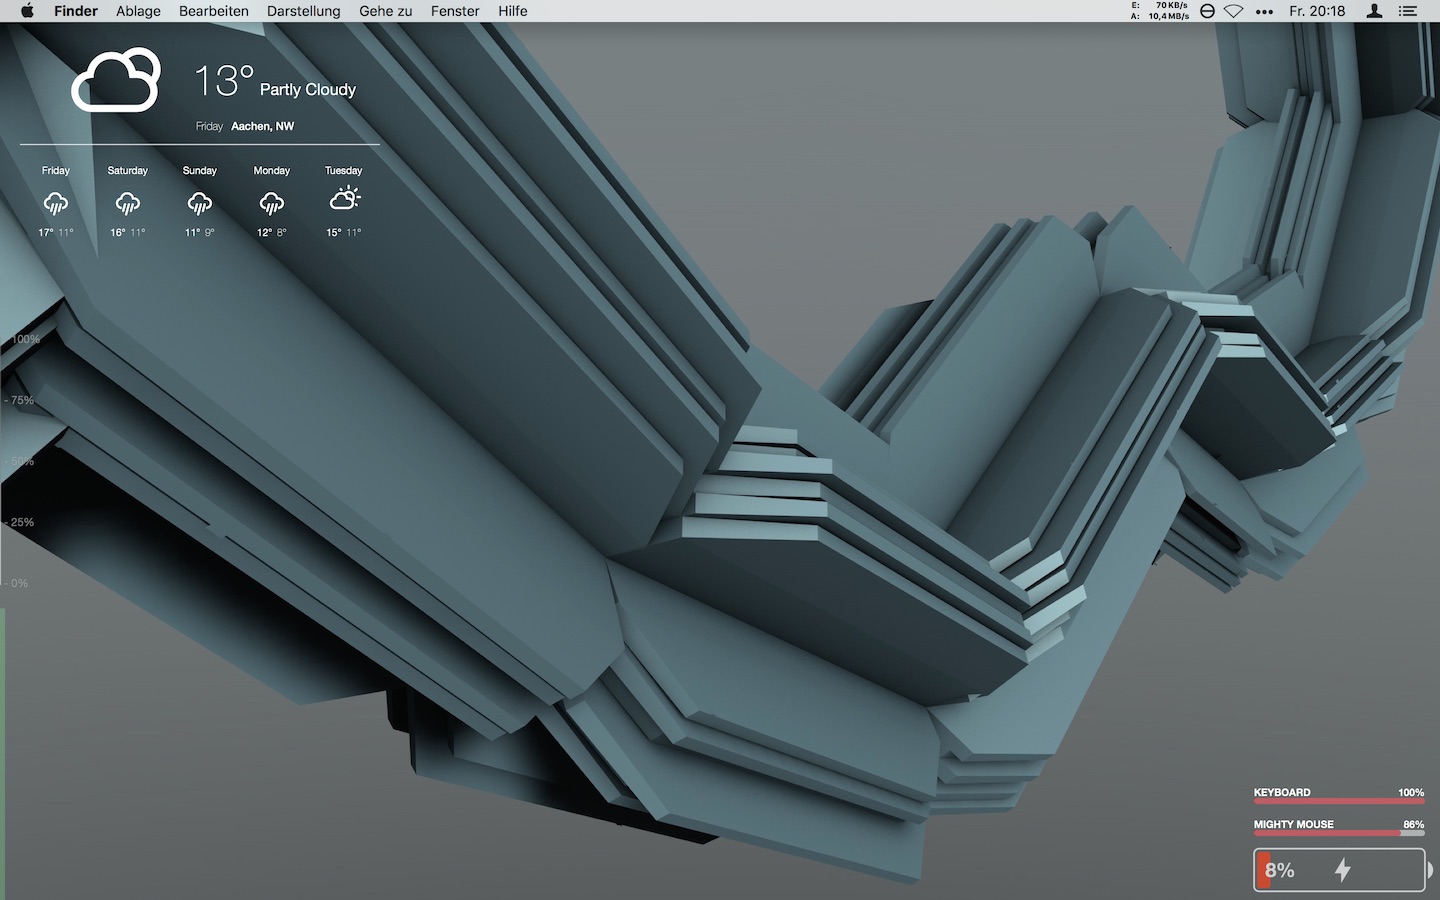 Finder Ablage Bearbeiten Darstellung Gehe zu Fenster Hilfe E: 70 KB/s Fr. 20:18
A: 10,4 MB/s
13° Partly Cloudy
Friday Aachen, NW
Friday Saturday Sunday Monday Tuesday
17° 11° 16° 11° 11° 9° 12° 8° 15° 11°
100%
- 75%
- 50%
- 25%
- 0%
KEYBOARD 100%
MIGHTY MOUSE 86%
8%